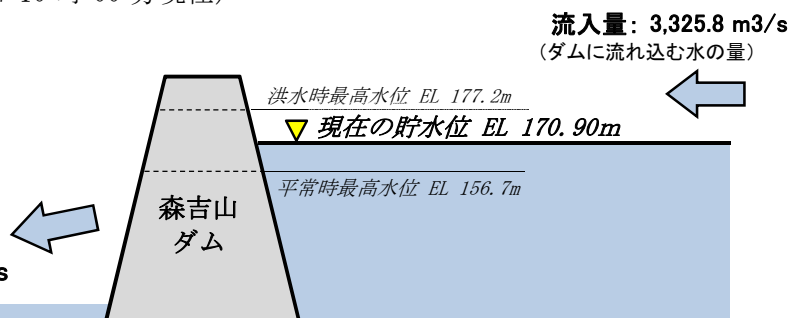 流入量: 3,325.8 m3/s
(ダムに流れ込む水の量)
洪水時最高水位 EL 177.2m
現在の貯水位 EL 170.90m
平常時最高水位 EL 156.7m
森吉山
ダム
s